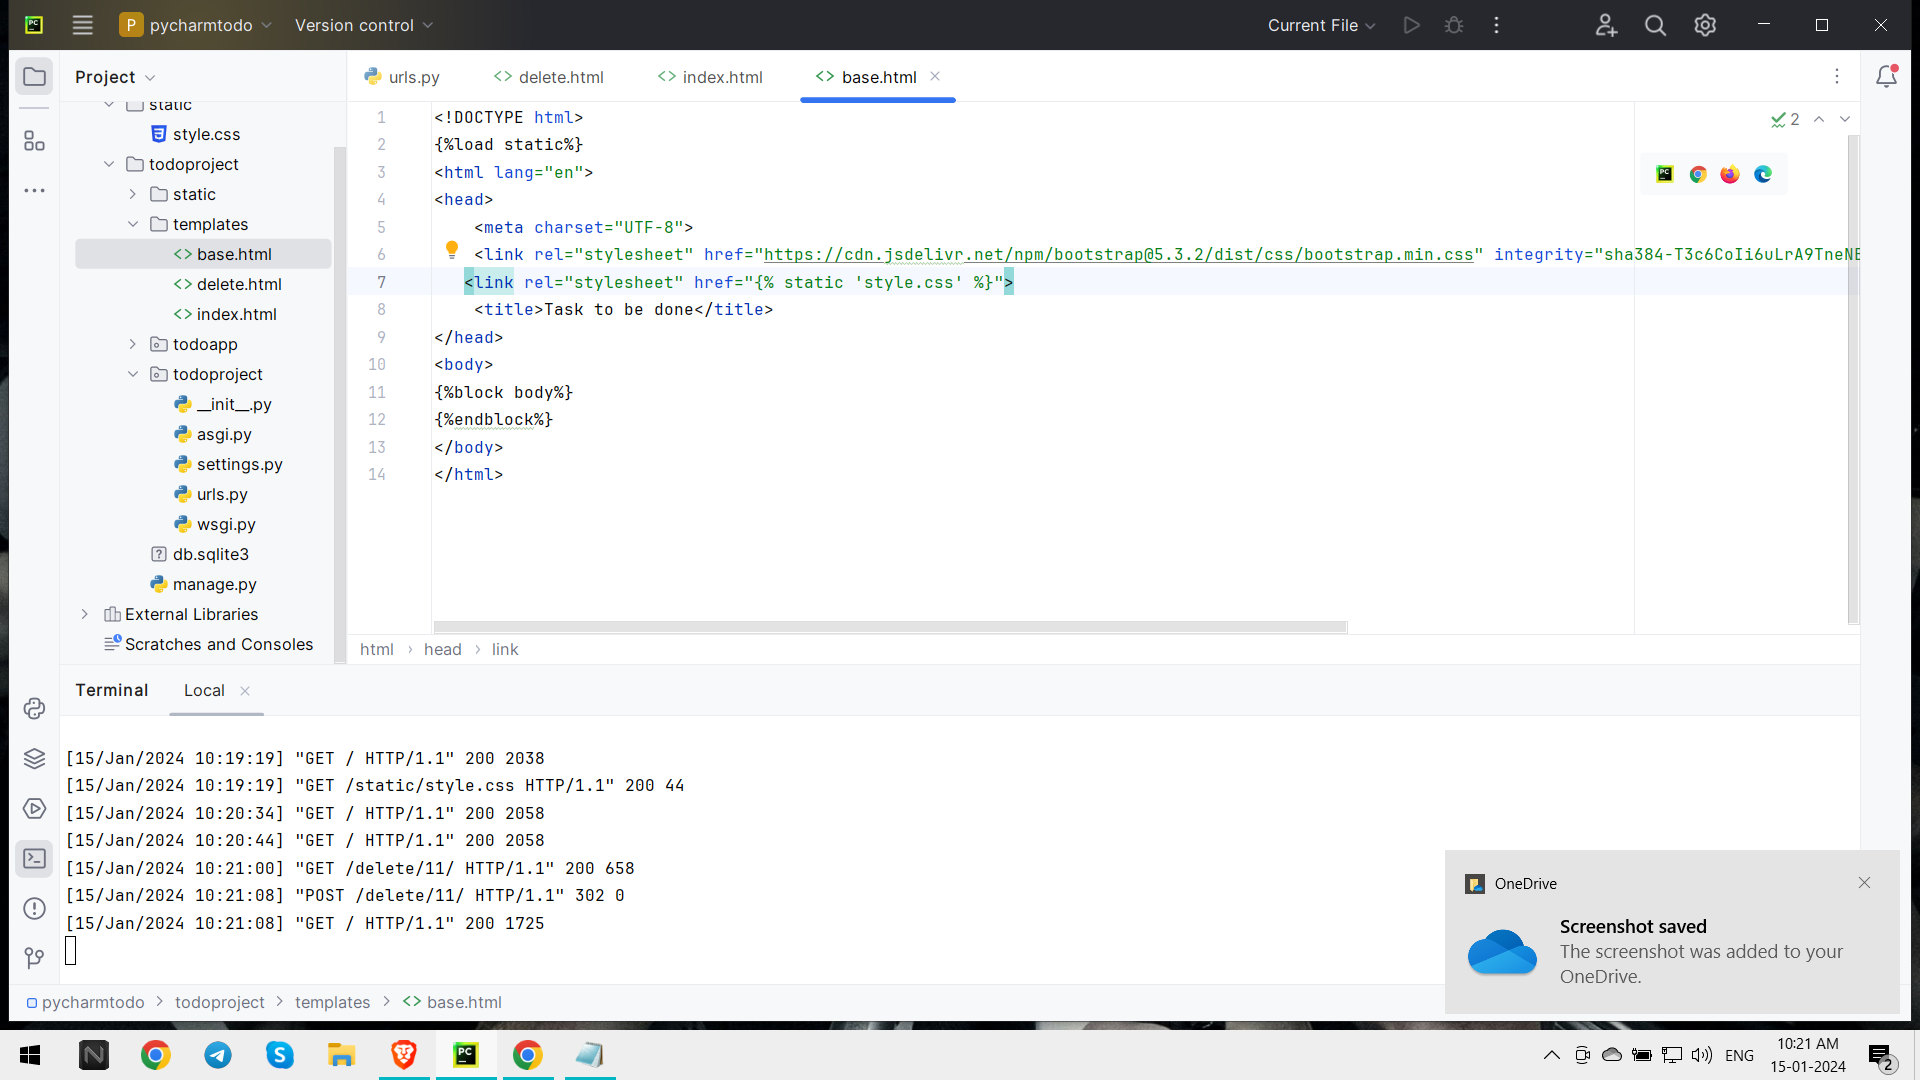 PC P pycharmtodo Version control Current File
Project urls.py delete.html index.html base.html
static
style.css
todoproject
static
templates
base.html
delete.html
index.html
todoapp
todoproject
__init__.py
asgi.py
settings.py
urls.py
wsgi.py
db.sqlite3
manage.py
External Libraries
Scratches and Consoles
2
1 <!DOCTYPE html>
2 {%load static%}
3 <html lang="en">
4 <head>
5 <meta charset="UTF-8">
6 <link rel="stylesheet" href="https://cdn.jsdelivr.net/npm/bootstrap@5.3.2/dist/css/bootstrap.min.css" integrity="sha384-T3c6CoIi6uLrA9TneNE
7 <link rel="stylesheet" href="{% static 'style.css' %}">
8 <title>Task to be done</title>
9 </head>
10 <body>
11 {%block body%}
12 {%endblock%}
13 </body>
14 </html>
html › head › link
Terminal Local
[15/Jan/2024 10:19:19] "GET / HTTP/1.1" 200 2038
[15/Jan/2024 10:19:19] "GET /static/style.css HTTP/1.1" 200 44
[15/Jan/2024 10:20:34] "GET / HTTP/1.1" 200 2058
[15/Jan/2024 10:20:44] "GET / HTTP/1.1" 200 2058
[15/Jan/2024 10:21:00] "GET /delete/11/ HTTP/1.1" 200 658
[15/Jan/2024 10:21:08] "POST /delete/11/ HTTP/1.1" 302 0
[15/Jan/2024 10:21:08] "GET / HTTP/1.1" 200 1725
OneDrive
Screenshot saved
The screenshot was added to your
OneDrive.
pycharmtodo > todoproject > templates > <> base.html
ENG
10:21 AM
15-01-2024
2